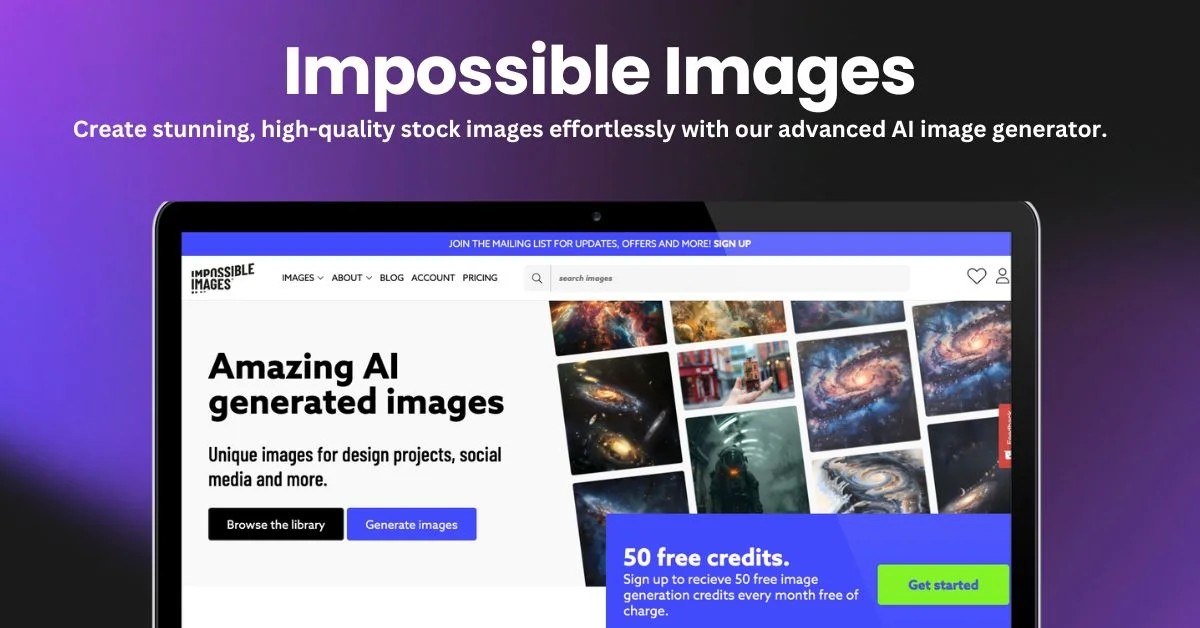 Impossible Images
Create stunning, high-quality stock images effortlessly with our advanced AI image generator.
JOIN THE MAILING LIST FOR UPDATES, OFFERS AND MORE! SIGN UP
IMPOSSIBLE
IMAGES
IMAGES ABOUT BLOG ACCOUNT PRICING
search images
Amazing AI
generated images
Unique images for design projects, social
media and more.
Browse the library
Generate images
Feedback
50 free credits.
Sign up to recieve 50 free image
generation credits every month free of
charge.
Get started